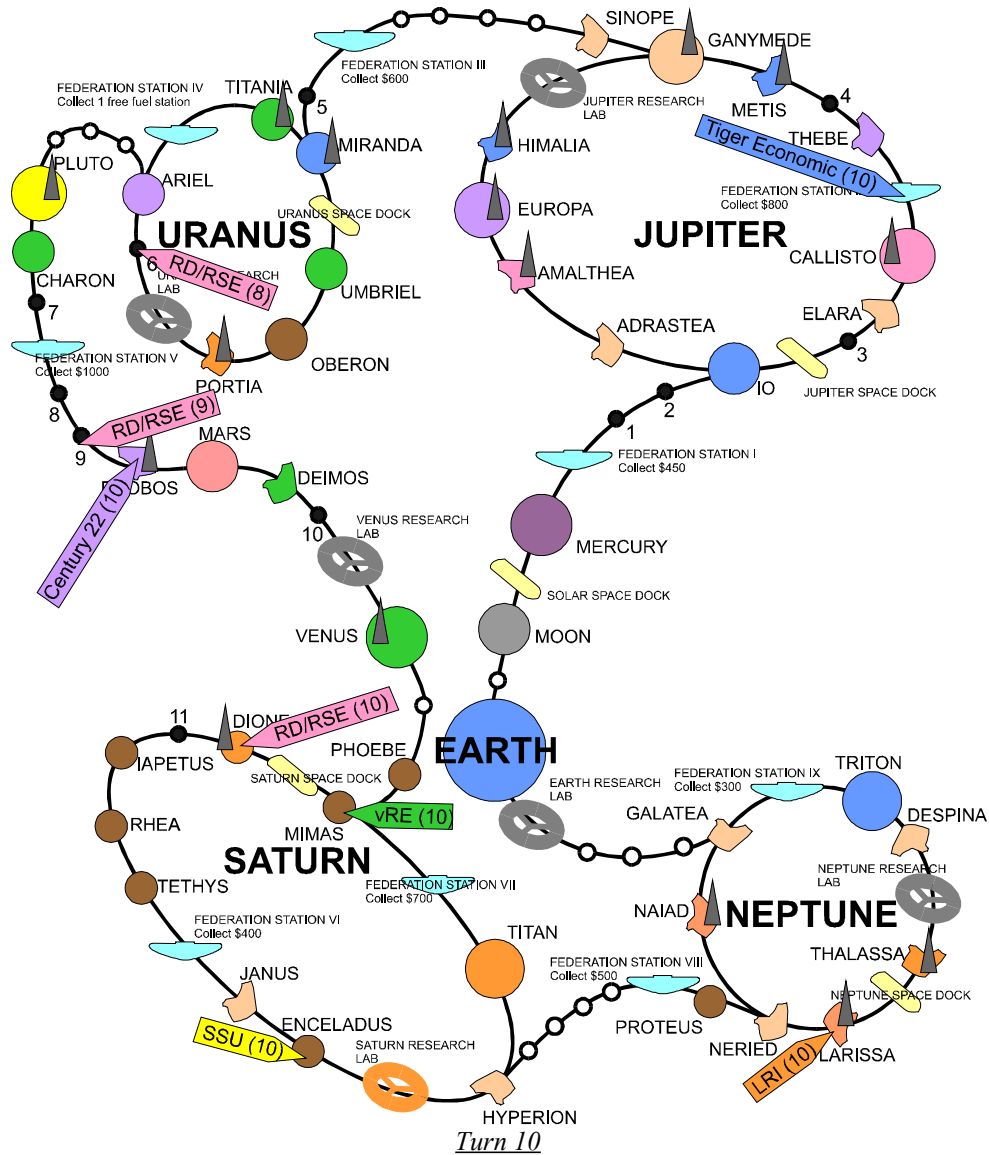 SINOPE
GANYMEDE
FEDERATION STATION III
Collect $600
FEDERATION STATION IV
Collect 1 free fuel station
TITANIA
5
JUPITER RESEARCH
LAB
METIS
4
THEBE
MIRANDA
HIMALIA
Tiger Economic (10)
PLUTO
ARIEL
FEDERATION STATION
Collect $800
URANUS SPACE DOCK
EUROPA
URANUS
JUPITER
6
RD/RSE (8)
CALLISTO
CHARON
LAB
UMBRIEL
AMALTHEA
7
ELARA
ADRASTEA
3
OBERON
FEDERATION STATION V
Collect $1000
PORTIA
IO
JUPITER SPACE DOCK
8
2
RD/RSE (9)
1
9
MARS
FEDERATION STATION I
Collect $450
DEIMOS
Century 22 (10)
10
VENUS RESEARCH
LAB
MERCURY
SOLAR SPACE DOCK
VENUS
MOON
RD/RSE (10)
11
DIONE
PHOEBE
EARTH
IAPETUS
SATURN SPACE DOCK
EARTH RESEARCH
LAB
FEDERATION STATION IX
Collect $300
TRITON
vRE (10)
GALATEA
DESPINA
RHEA
MIMAS
SATURN
NEPTUNE RESEARCH
LAB
TETHYS
FEDERATION STATION VII
Collect $700
NAIAD
NEPTUNE
FEDERATION STATION VI
Collect $400
TITAN
THALASSA
FEDERATION STATION VIII
Collect $500
JANUS
NEPTUNE SPACE DOCK
ENCELADUS
PROTEUS
SSU (10)
SATURN RESEARCH
LAB
NERIED
LARISSA
LRI (10)
HYPERION
Turn 10